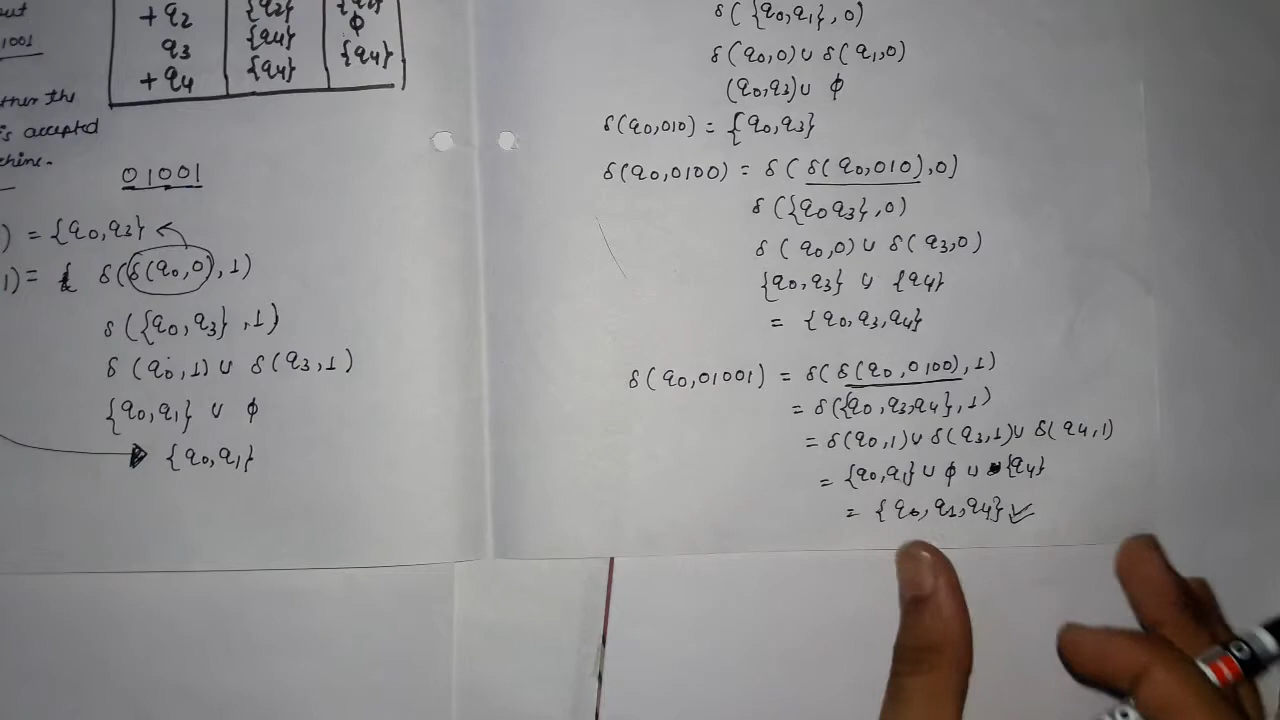 1001
+ q2 {q2}
φ
q3 {q4} {q4}
+ q4 {q4}
is accepted
01001
) = {q0,q3}
1) = δ(δ(q0,0),1)
δ({q0,q3},1)
δ(q0,1) ∪ δ(q3,1)
{q0,q1} ∪ φ
{q0,q1}
δ({q0,q1},0)
δ(q0,0) ∪ δ(q1,0)
(q0,q3) ∪ φ
δ(q0,010) = {q0,q3}
δ(q0,0100) = δ(δ(q0,010),0)
δ({q0q3},0)
δ(q0,0) ∪ δ(q3,0)
{q0,q3} ∪ {q4}
= {q0,q3,q4}
δ(q0,01001) = δ(δ(q0,0100),1)
= δ({q0,q3,q4},1)
= δ(q0,1) ∪ δ(q3,1) ∪ δ(q4,1)
= {q0,q1} ∪ φ ∪ {q4}
= {q0,q1,q4}